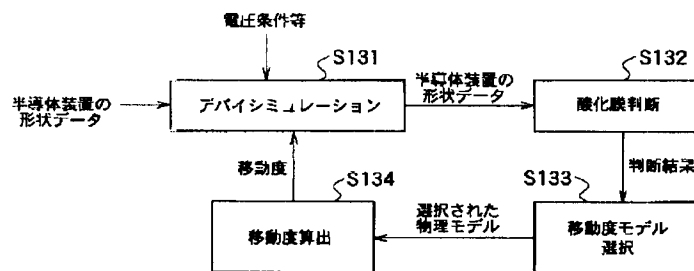 電圧条件等
S131
S132
半導体装置の
形状データ
デバイシミュレーション
半導体装置の
形状データ
酸化膜判断
移動度
判断結果
S134
S133
移動度算出
選択された
物理モデル
移動度モデル
選択